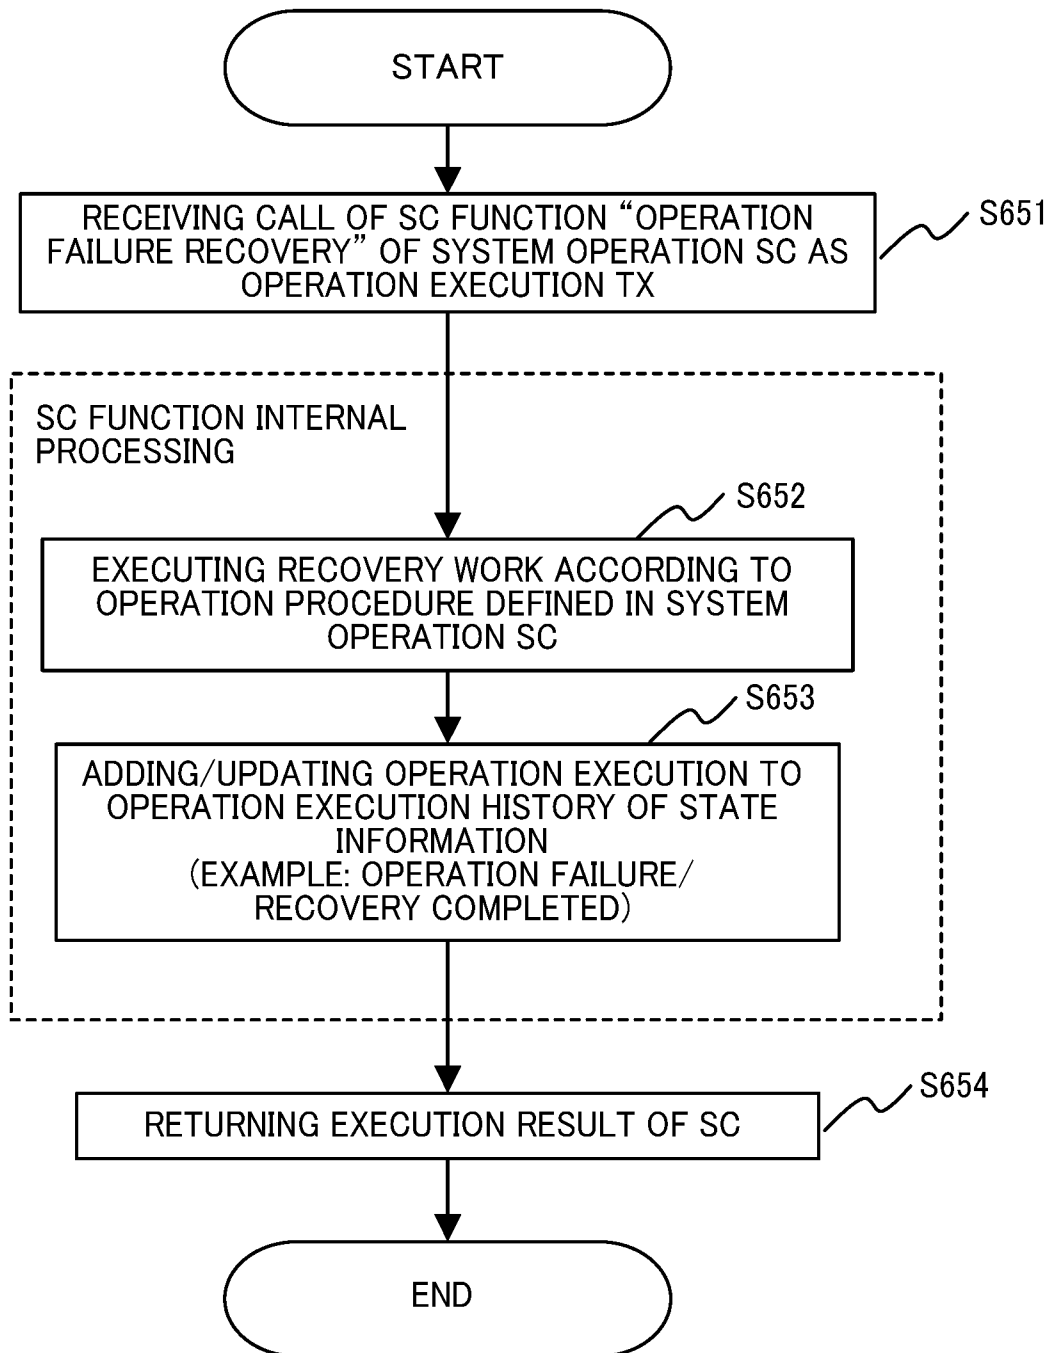 START
RECEIVING CALL OF SC FUNCTION “OPERATION
FAILURE RECOVERY” OF SYSTEM OPERATION SC AS
OPERATION EXECUTION TX
S651
SC FUNCTION INTERNAL
PROCESSING
S652
EXECUTING RECOVERY WORK ACCORDING TO
OPERATION PROCEDURE DEFINED IN SYSTEM
OPERATION SC
S653
ADDING/UPDATING OPERATION EXECUTION TO
OPERATION EXECUTION HISTORY OF STATE
INFORMATION
(EXAMPLE: OPERATION FAILURE/
RECOVERY COMPLETED)
S654
RETURNING EXECUTION RESULT OF SC
END